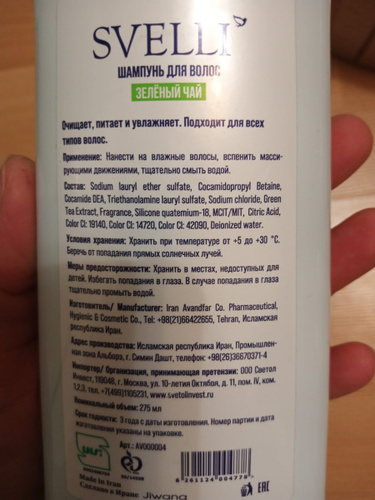 SVELLI
ШАМПУНЬ ДЛЯ ВОЛОС
ЗЕЛЁНЫЙ ЧАЙ
Очищает, питает и увлажняет. Подходит для всех
типов волос.
Применение: Нанести на влажные волосы, вспенить масси-
рующими движениями, тщательно смыть водой.
Состав: Sodium lauryl ether sulfate, Cocamidopropyl Betaine,
Cocamide DEA, Triethanolamine lauryl sulfate, Sodium chloride, Green
Tea Extract, Fragrance, Silicone quaternium-18, MCIT/MIT, Citric Acid,
Color CI: 19140, Color CI: 14720, Color CI: 42090, Deionized water.
Условия хранения: Хранить при температуре от +5 до +30 °C.
Беречь от попадания прямых солнечных лучей.
Меры предосторожности: Хранить в местах, недоступных для
детей. Избегать попадания в глаза. В случае попадания в глаза
тщательно промыть водой.
Изготовитель/ Manufacturer: Iran Avandfar Co. Pharmaceutical,
Hygienic & Cosmetic Co., Tel: +98(21)66422655, Tehran, Исламская
республика Иран.
Адрес производства: Исламская республика Иран, Промышлен-
ная зона Альборз, г. Симин Дашт, телефон: +98(26)36670371-4
Импортер/ Организация, принимающая претензии: ООО Светол
Инвест, 119048, г. Москва, ул. 10-летия Октября, д. 11, пом. IV, ком.
1,2,3. тел. +7(499)1105231, www.svetolinvest.ru
Номинальный объем: 275 мл
Срок годности: 3 года с даты изготовления. Номер партии и дата
изготовления указаны на упаковке.
Арт.: AV000004
Made in Iran
Сделано в Иране
Jiwang
6261124004778
EAC